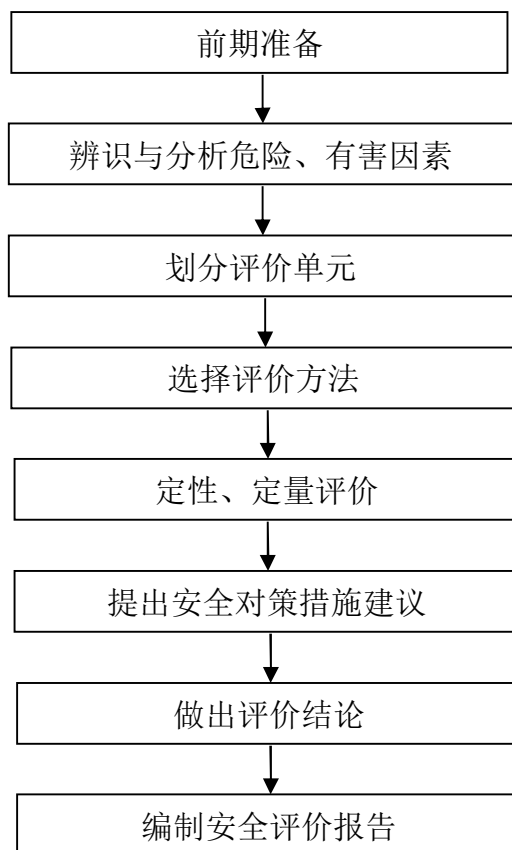 前期准备
辨识与分析危险、有害因素
划分评价单元
选择评价方法
定性、定量评价
提出安全对策措施建议
做出评价结论
编制安全评价报告